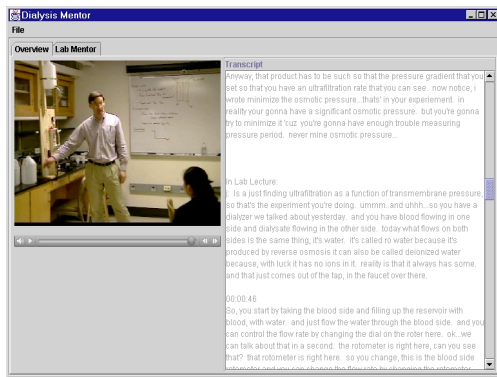 Dialysis Mentor
File
Overview Lab Mentor
Transcript
Anyway, that product has to be such so that the pressure gradient that you
set so that you have an ultrafiltration rate that you can see. now notice, i
wrote minimize the osmotic pressure...thats' in your experiement. in
reality your gonna have a significant osmotic pressure. but you're gonna
try to minimize it 'cuz you're gonna have enough trouble measuring
pressure period. never mine osmotic pressure...
In Lab Lecture:
j: Is a just finding ultrafiltration as a function of transmembrane pressure,
so that's the experiment you're doing. ummm..and uhhh...so you have a
dialyzer we talked about yesterday. and you have blood flowing in one
side and dialysate flowing in the other side. today what flows on both
sides is the same thing, it's water. it's called ro water because it's
produced by reverse osmosis it can also be called deionized water
because, with luck it has no ions in it. reality is that it always has some.
and that just comes out of the tap, in the faucet over there.
00:00:46
So, you start by taking the blood side and filling up the reservoir with
blood, with water. and just flow the water through the blood side. and you
can control the flow rate by changing the dial on the roter here. ok...we
can talk about that in a second. the rotometer is right here, can you see
that? that rotometer is right here. so you change, this is the blood side
rotometer and you can change the flow rate by changing the rotometer